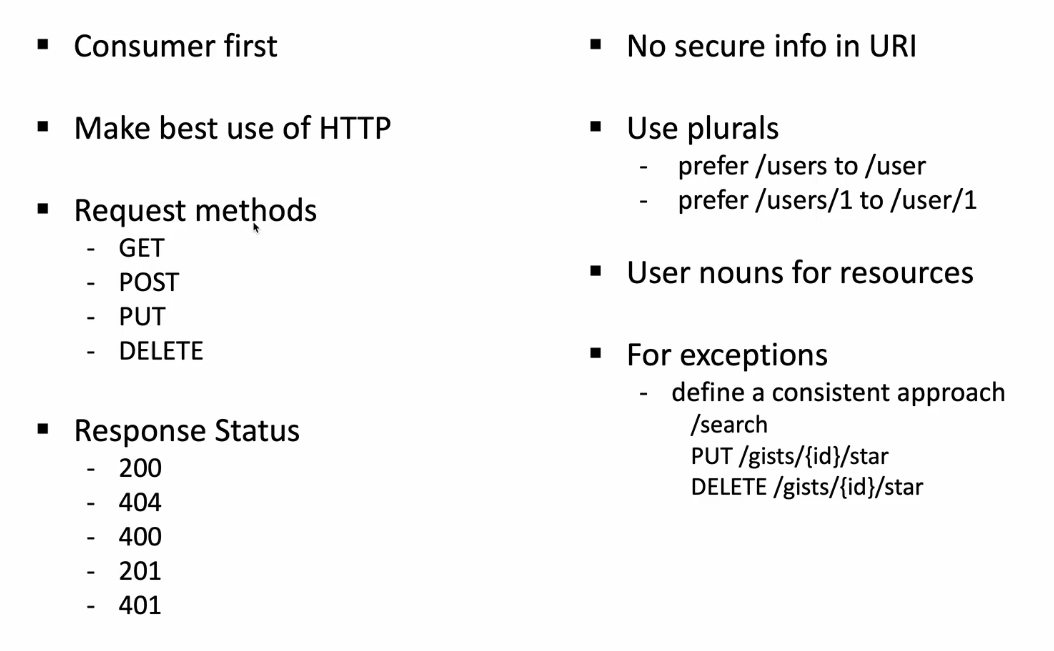 ▪ Consumer first
▪ Make best use of HTTP
▪ Request methods
- GET
- POST
- PUT
- DELETE
▪ Response Status
- 200
- 404
- 400
- 201
- 401
▪ No secure info in URI
▪ Use plurals
- prefer /users to /user
- prefer /users/1 to /user/1
▪ User nouns for resources
▪ For exceptions
- define a consistent approach
/search
PUT /gists/{id}/star
DELETE /gists/{id}/star